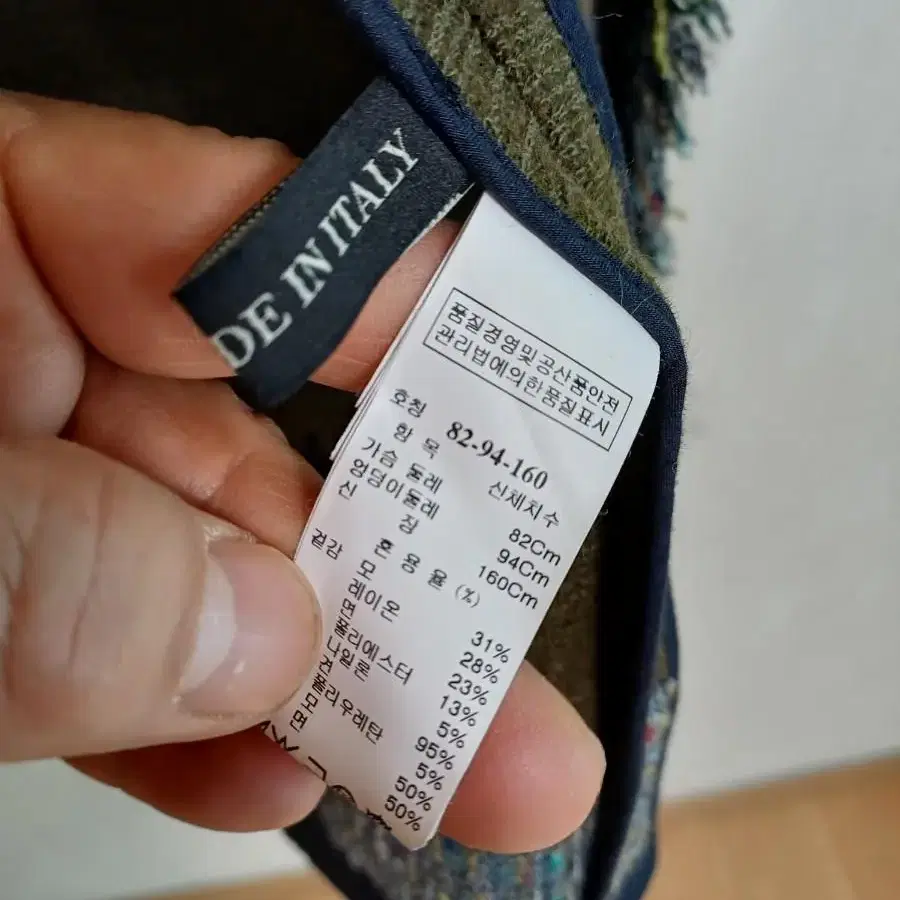 DE IN ITALY
품질경영및공산품안전
관리법에의한품질표시
호칭 82-94-160
항 목 신체치수
가슴 둘레 82Cm
엉덩이둘레 94Cm
신 장 160Cm
겉감 혼 용 율 (%)
모 31%
레이온 28%
면 23%
폴리에스터 13%
나일론 5%
견 95%
폴리우레탄 5%
모 50%
면 50%